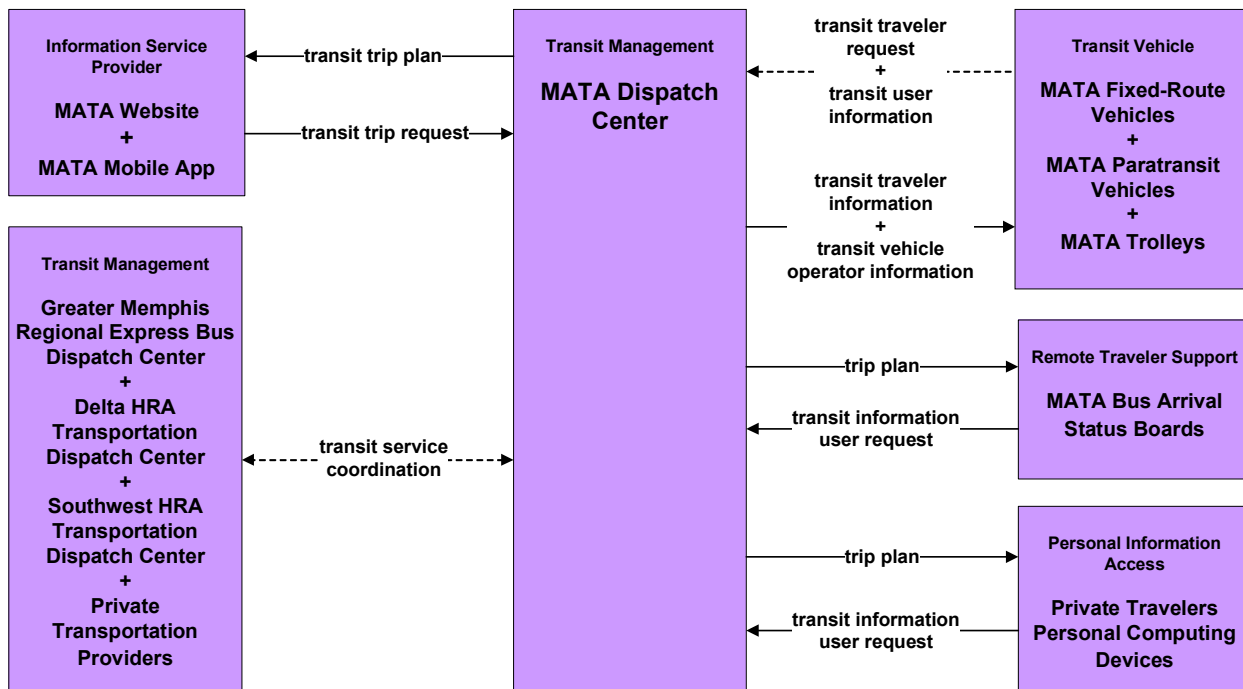 Information Service
Provider
MATA Website
+
MATA Mobile App
transit trip plan
transit trip request
Transit Management
Greater Memphis
Regional Express Bus
Dispatch Center
+
Delta HRA
Transportation
Dispatch Center
+
Southwest HRA
Transportation
Dispatch Center
+
Private
Transportation
Providers
transit service
coordination
Transit Management
MATA Dispatch
Center
transit traveler
request
+
transit user
information
transit traveler
information
+
transit vehicle
operator information
Transit Vehicle
MATA Fixed-Route
Vehicles
+
MATA Paratransit
Vehicles
+
MATA Trolleys
trip plan
transit information
user request
Remote Traveler Support
MATA Bus Arrival
Status Boards
trip plan
transit information
user request
Personal Information
Access
Private Travelers
Personal Computing
Devices